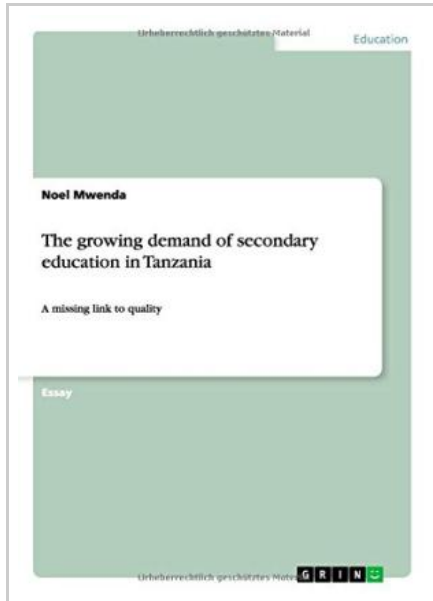 Urheberrechtlich geschütztes Material
Education
Noel Mwenda
The growing demand of secondary
education in Tanzania
A missing link to quality
Essay
Urheberrechtlich geschütztes Mate
GRIN